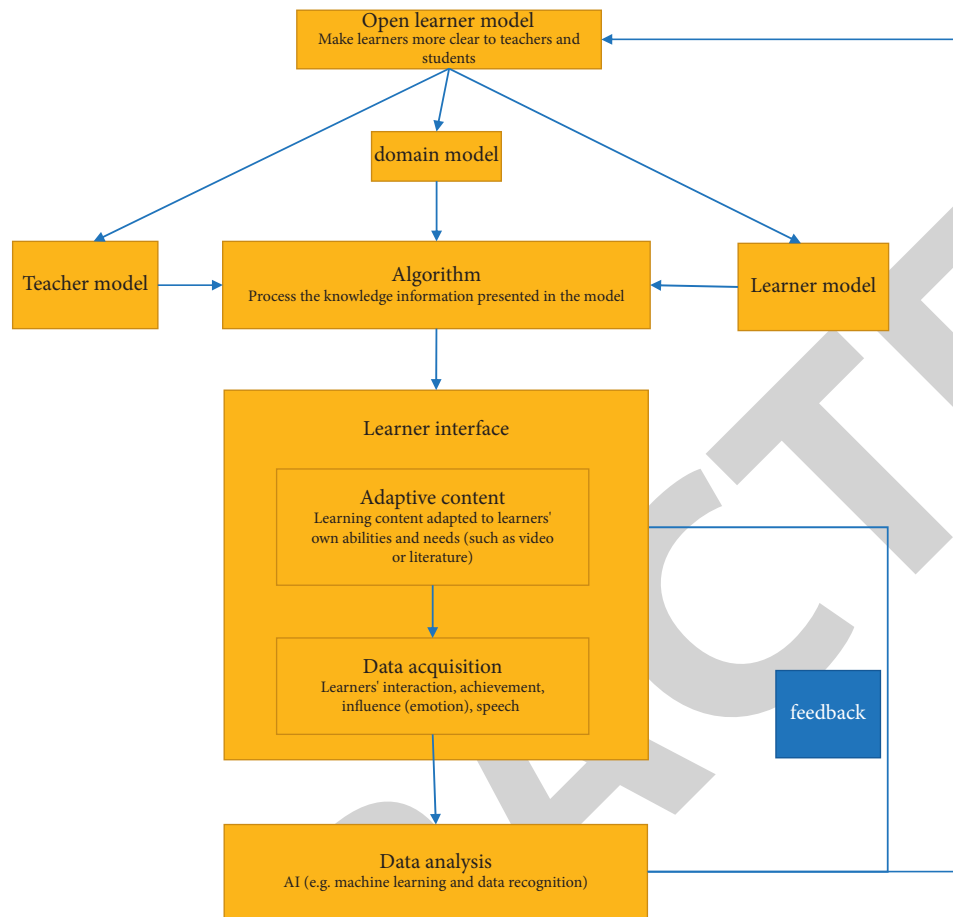 Open learner model
Make learners more clear to teachers and
students
domain model
Teacher model
Algorithm
Process the knowledge information presented in the model
Learner model
Learner interface
Adaptive content
Learning content adapted to learners'
own abilities and needs (such as video
or literature)
Data acquisition
Learners' interaction, achievement,
influence (emotion), speech
feedback
Data analysis
AI (e.g. machine learning and data recognition)